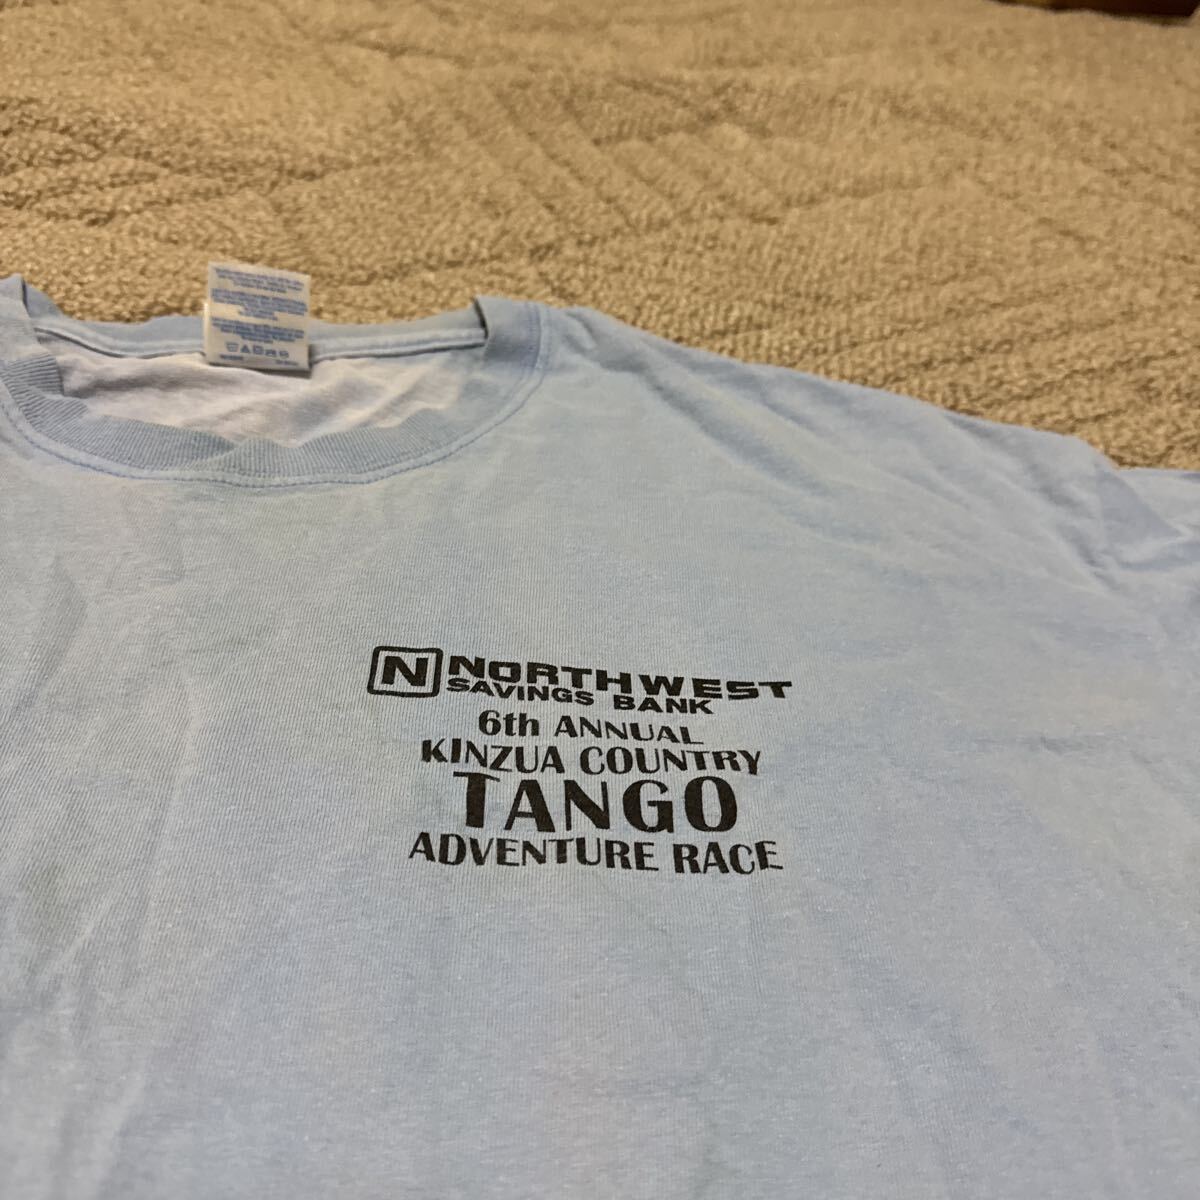 N NORTHWEST
SAVINGS BANK
6th ANNUAL
KINZUA COUNTRY
TANGO
ADVENTURE RACE